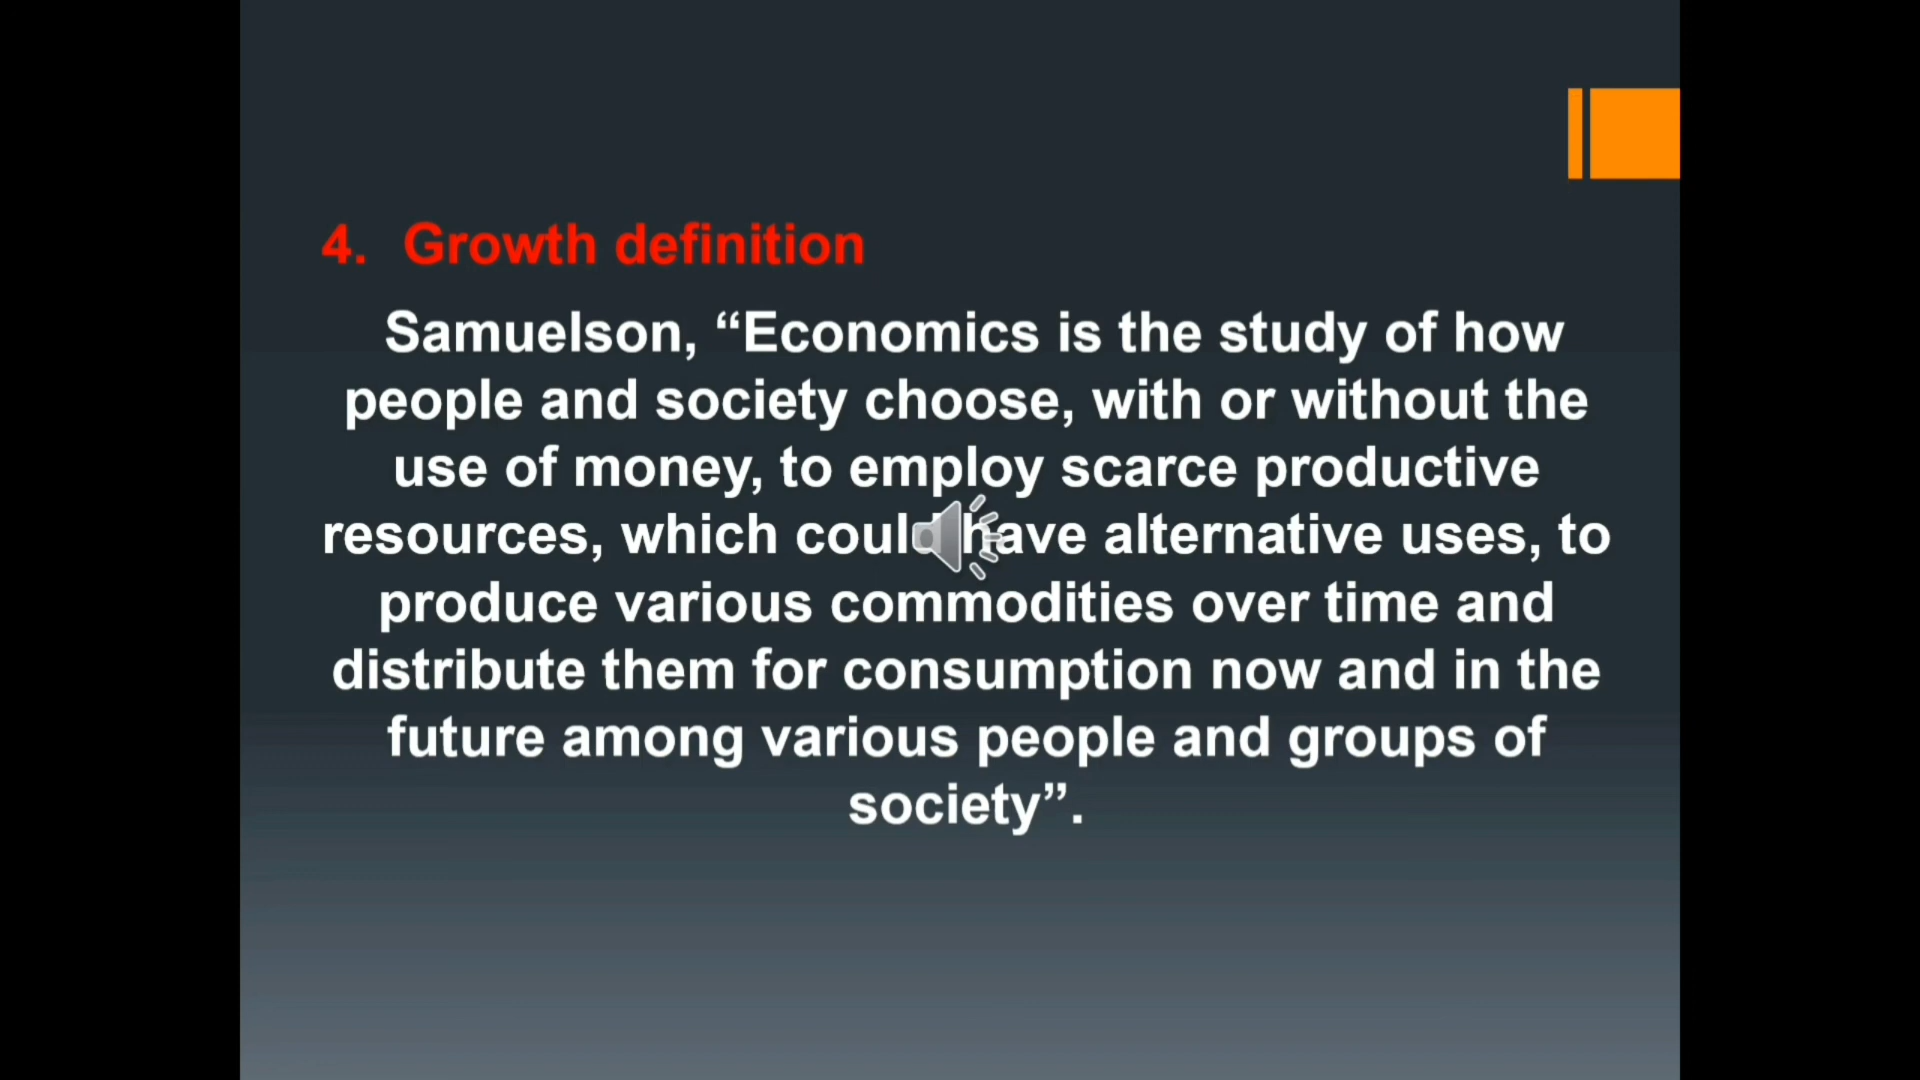 4. Growth definition
Samuelson, “Economics is the study of how
people and society choose, with or without the
use of money, to employ scarce productive
resources, which could have alternative uses, to
produce various commodities over time and
distribute them for consumption now and in the
future among various people and groups of
society”.